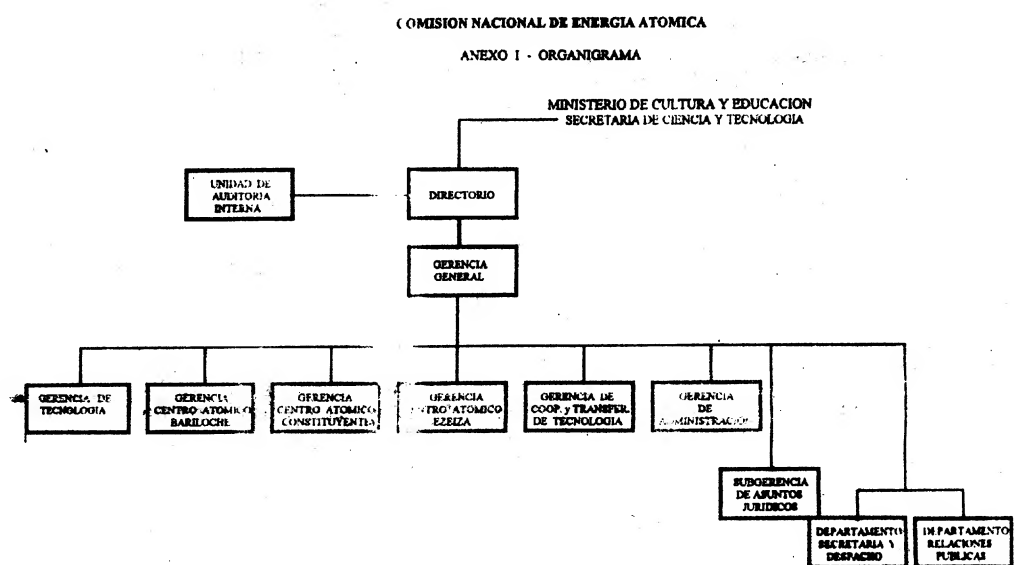 COMISION NACIONAL DE ENERGIA ATOMICA
ANEXO I - ORGANIGRAMA
MINISTERIO DE CULTURA Y EDUCACION
SECRETARIA DE CIENCIA Y TECNOLOGIA
UNIDAD DE
AUDITORIA
INTERNA
DIRECTORIO
GERENCIA
GENERAL
GERENCIA DE
TECNOLOGIA
GERENCIA
CENTRO ATOMICO
BARILOCHE
GERENCIA
CENTRO ATOMICO
CONSTITUYENTES
GERENCIA
CENTRO ATOMICO
EZEIZA
GERENCIA DE
COOP. y TRANSFER.
DE TECNOLOGIA
GERENCIA
DE
ADMINISTRACION
SUBGERENCIA
DE ASUNTOS
JURIDICOS
DEPARTAMENTO
SECRETARIA Y
DESPACHO
DEPARTAMENTO
RELACIONES
PUBLICAS